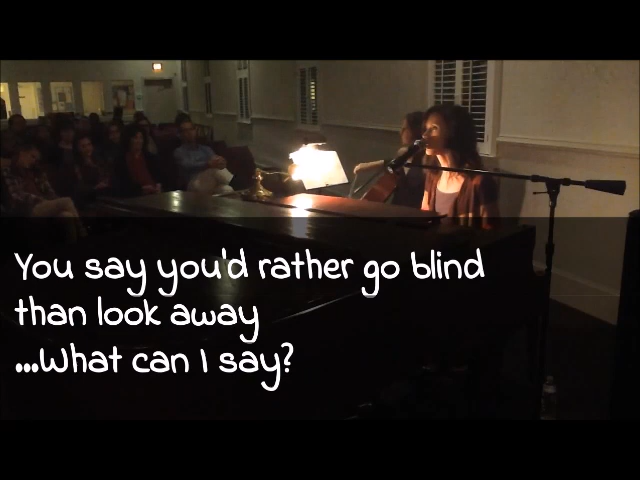 You say you'd rather go blind
than look away
...What can I say?